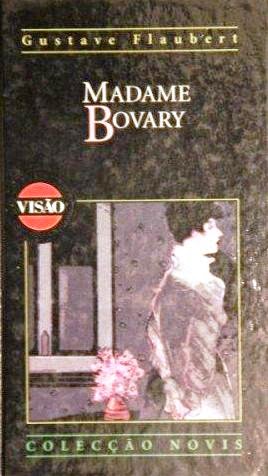 Gustave Flaubert
MADAME
BOVARY
VISÃO
COLECÇÃO NOVIS